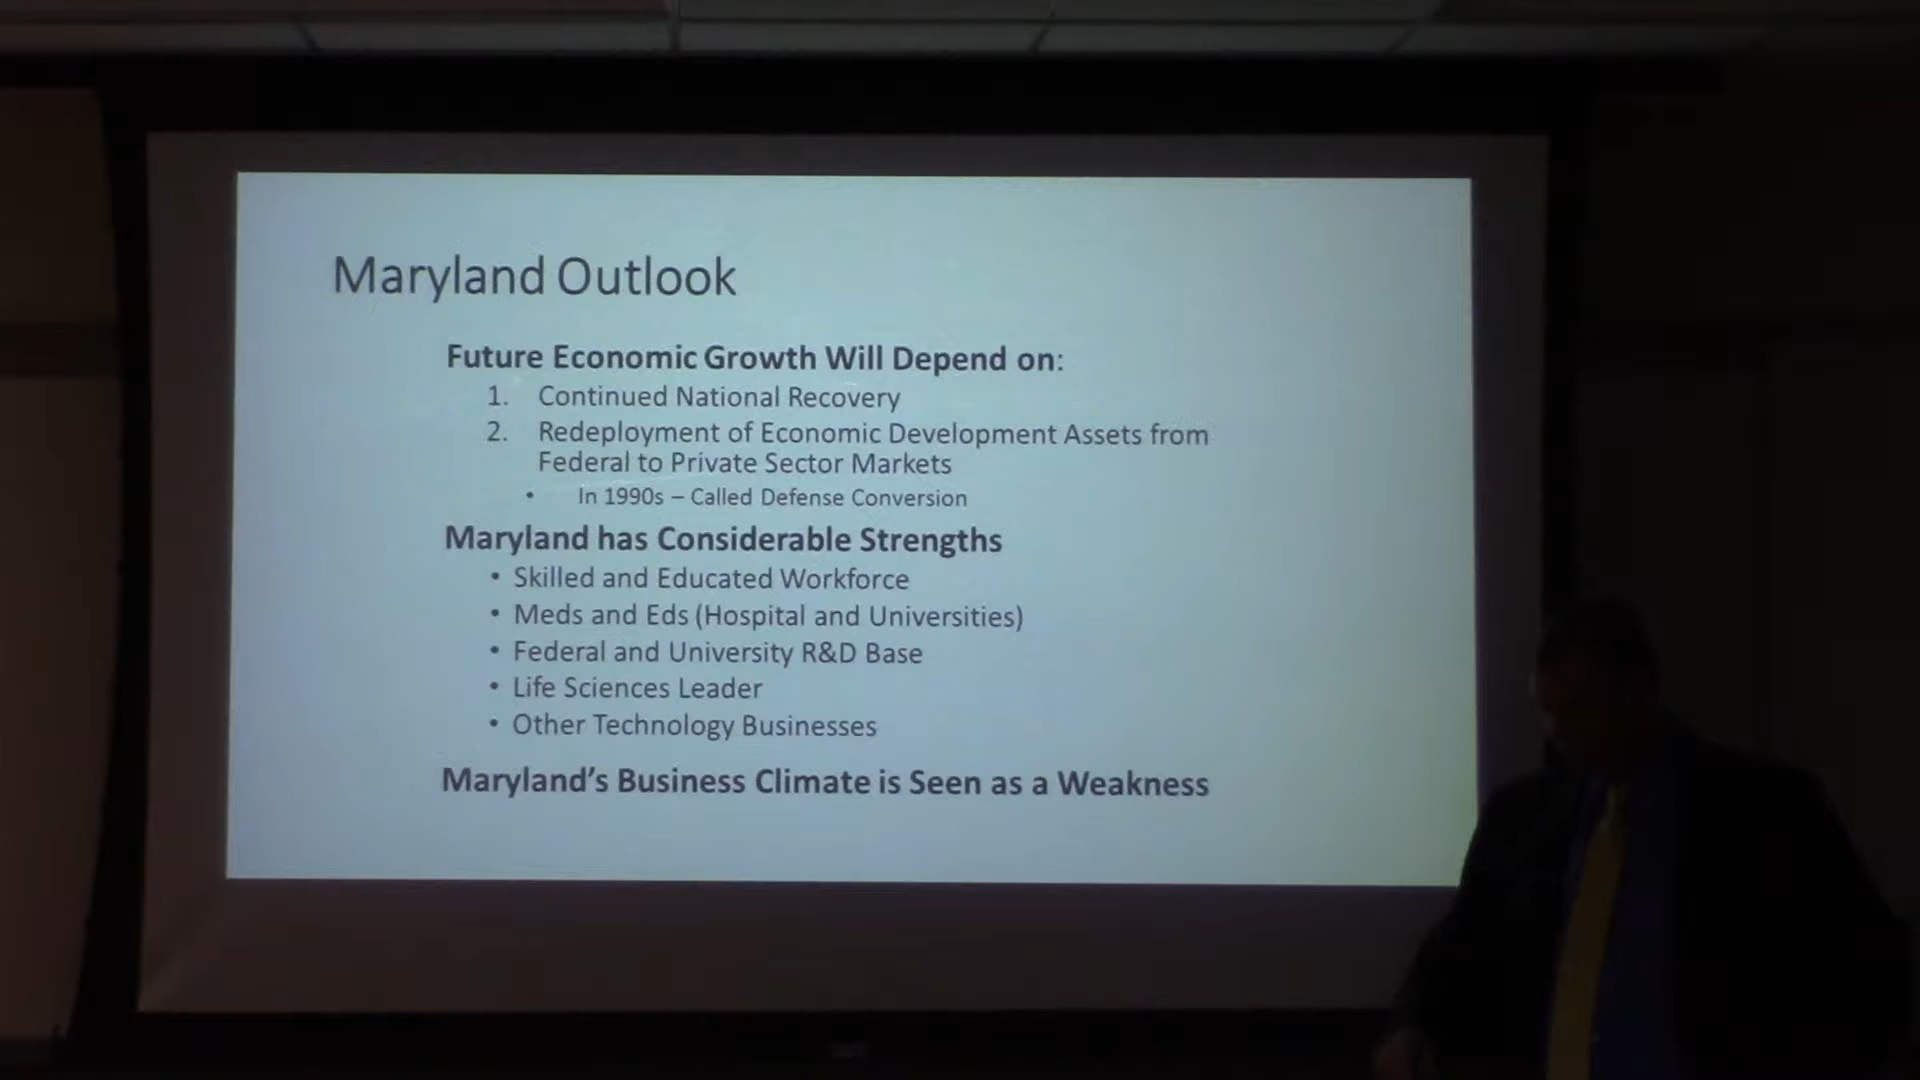 Maryland Outlook
Future Economic Growth Will Depend on:
1. Continued National Recovery
2. Redeployment of Economic Development Assets from
Federal to Private Sector Markets
• In 1990s – Called Defense Conversion
Maryland has Considerable Strengths
• Skilled and Educated Workforce
• Meds and Eds (Hospital and Universities)
• Federal and University R&D Base
• Life Sciences Leader
• Other Technology Businesses
Maryland’s Business Climate is Seen as a Weakness